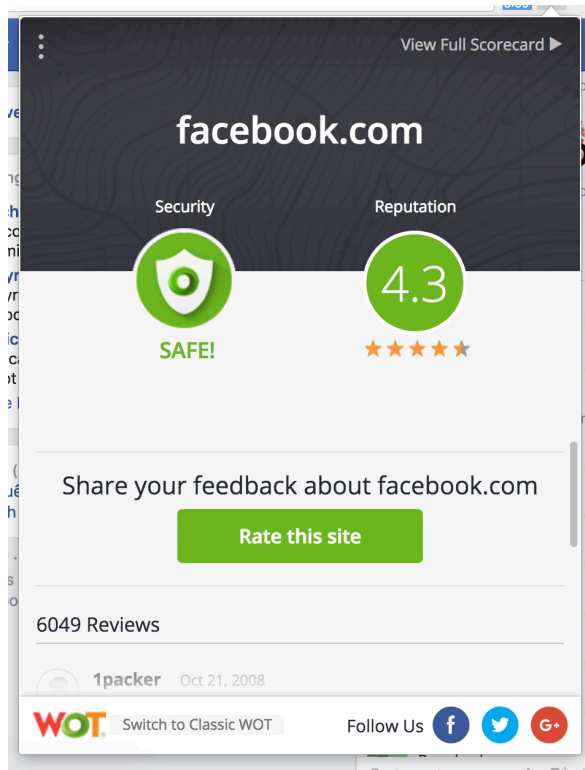 View Full Scorecard
facebook.com
Security
Reputation
4.3
SAFE!
Share your feedback about facebook.com
Rate this site
6049 Reviews
1packer Oct 21, 2008
WOT Switch to Classic WOT Follow Us f G+